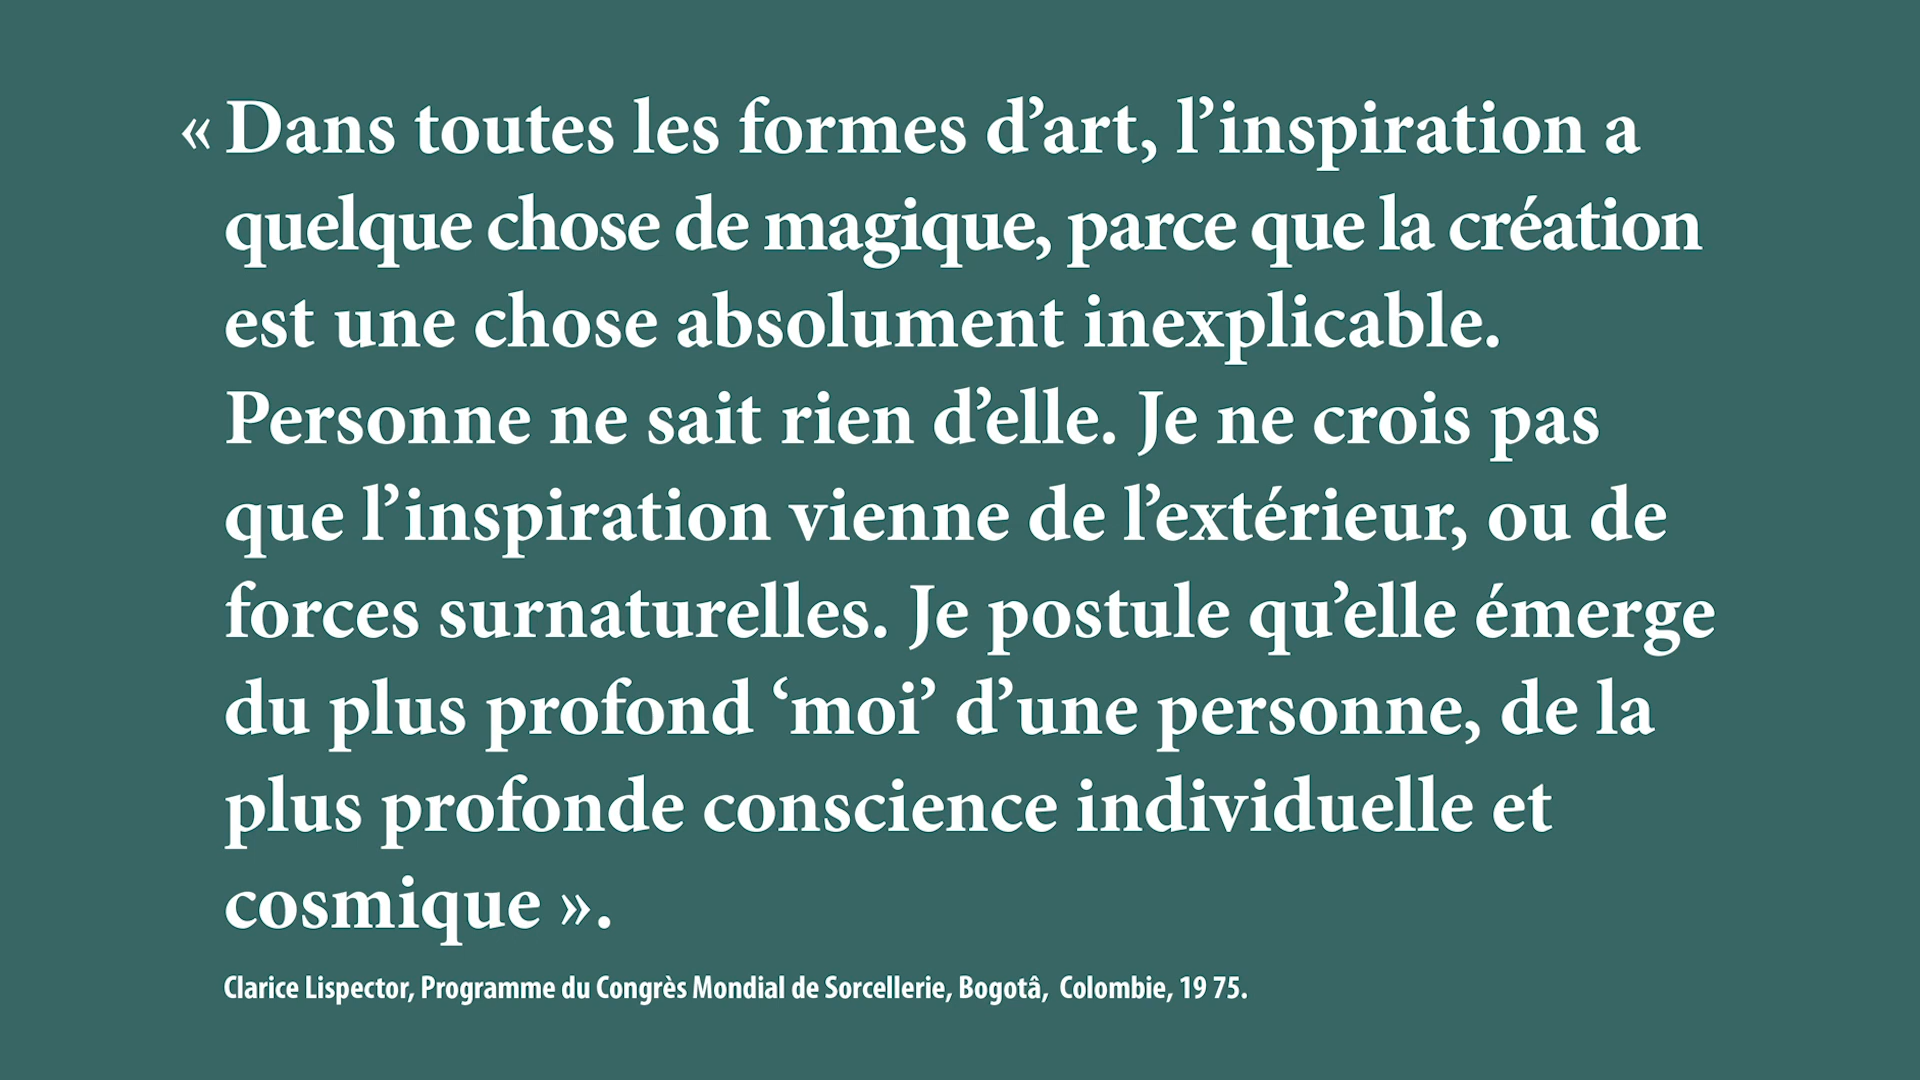 « Dans toutes les formes d’art, l’inspiration a
quelque chose de magique, parce que la création
est une chose absolument inexplicable.
Personne ne sait rien d’elle. Je ne crois pas
que l’inspiration vienne de l’extérieur, ou de
forces surnaturelles. Je postule qu’elle émerge
du plus profond ‘moi’ d’une personne, de la
plus profonde conscience individuelle et
cosmique ».
Clarice Lispector, Programme du Congrès Mondial de Sorcellerie, Bogotâ,  Colombie, 19 75.